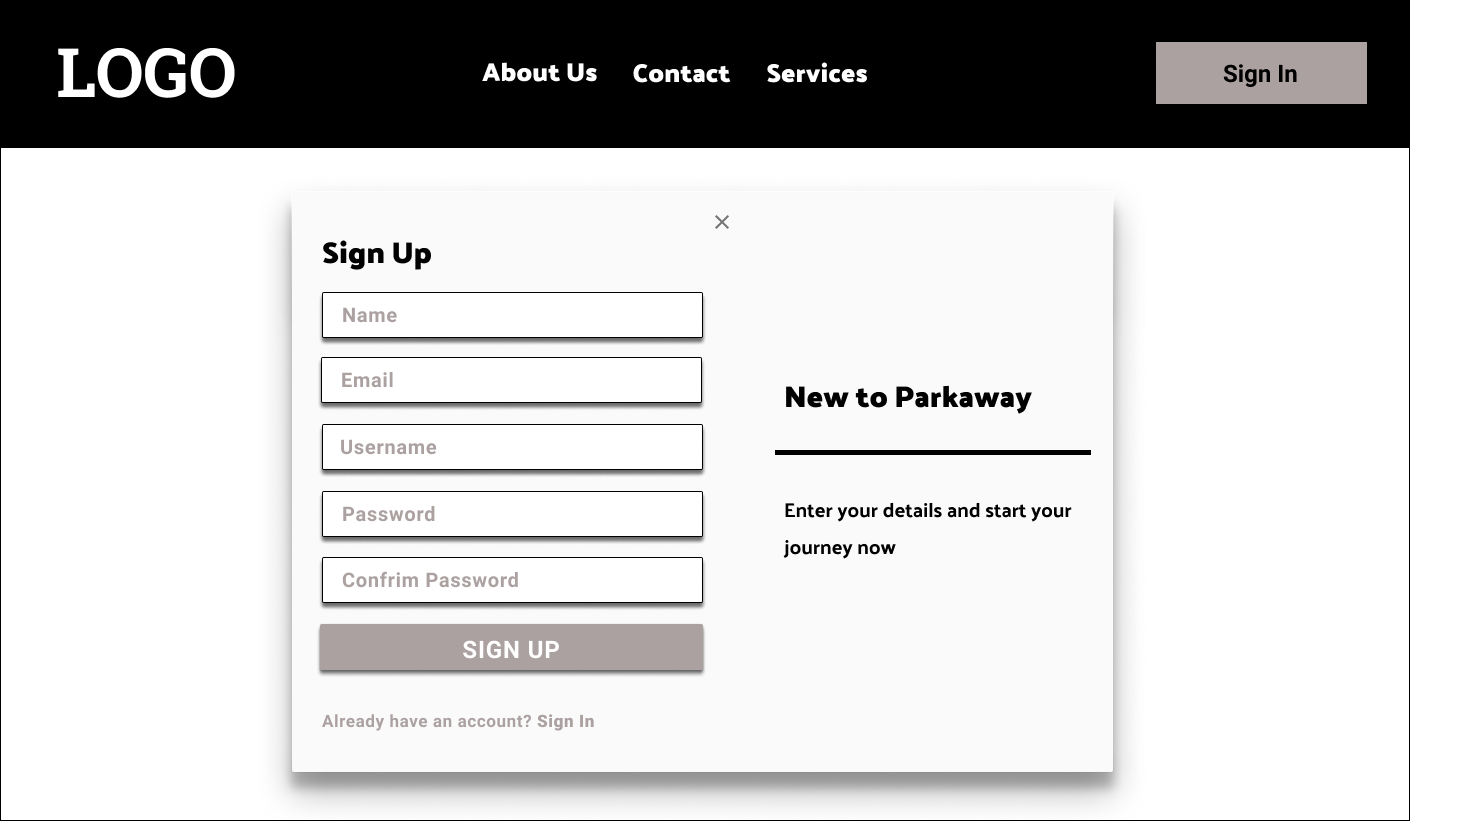 LOGO
About Us
Contact
Services
Sign In
Sign Up
Name
Email
Username
Password
Confrim Password
SIGN UP
Already have an account? Sign In
New to Parkaway
Enter your details and start your
journey now